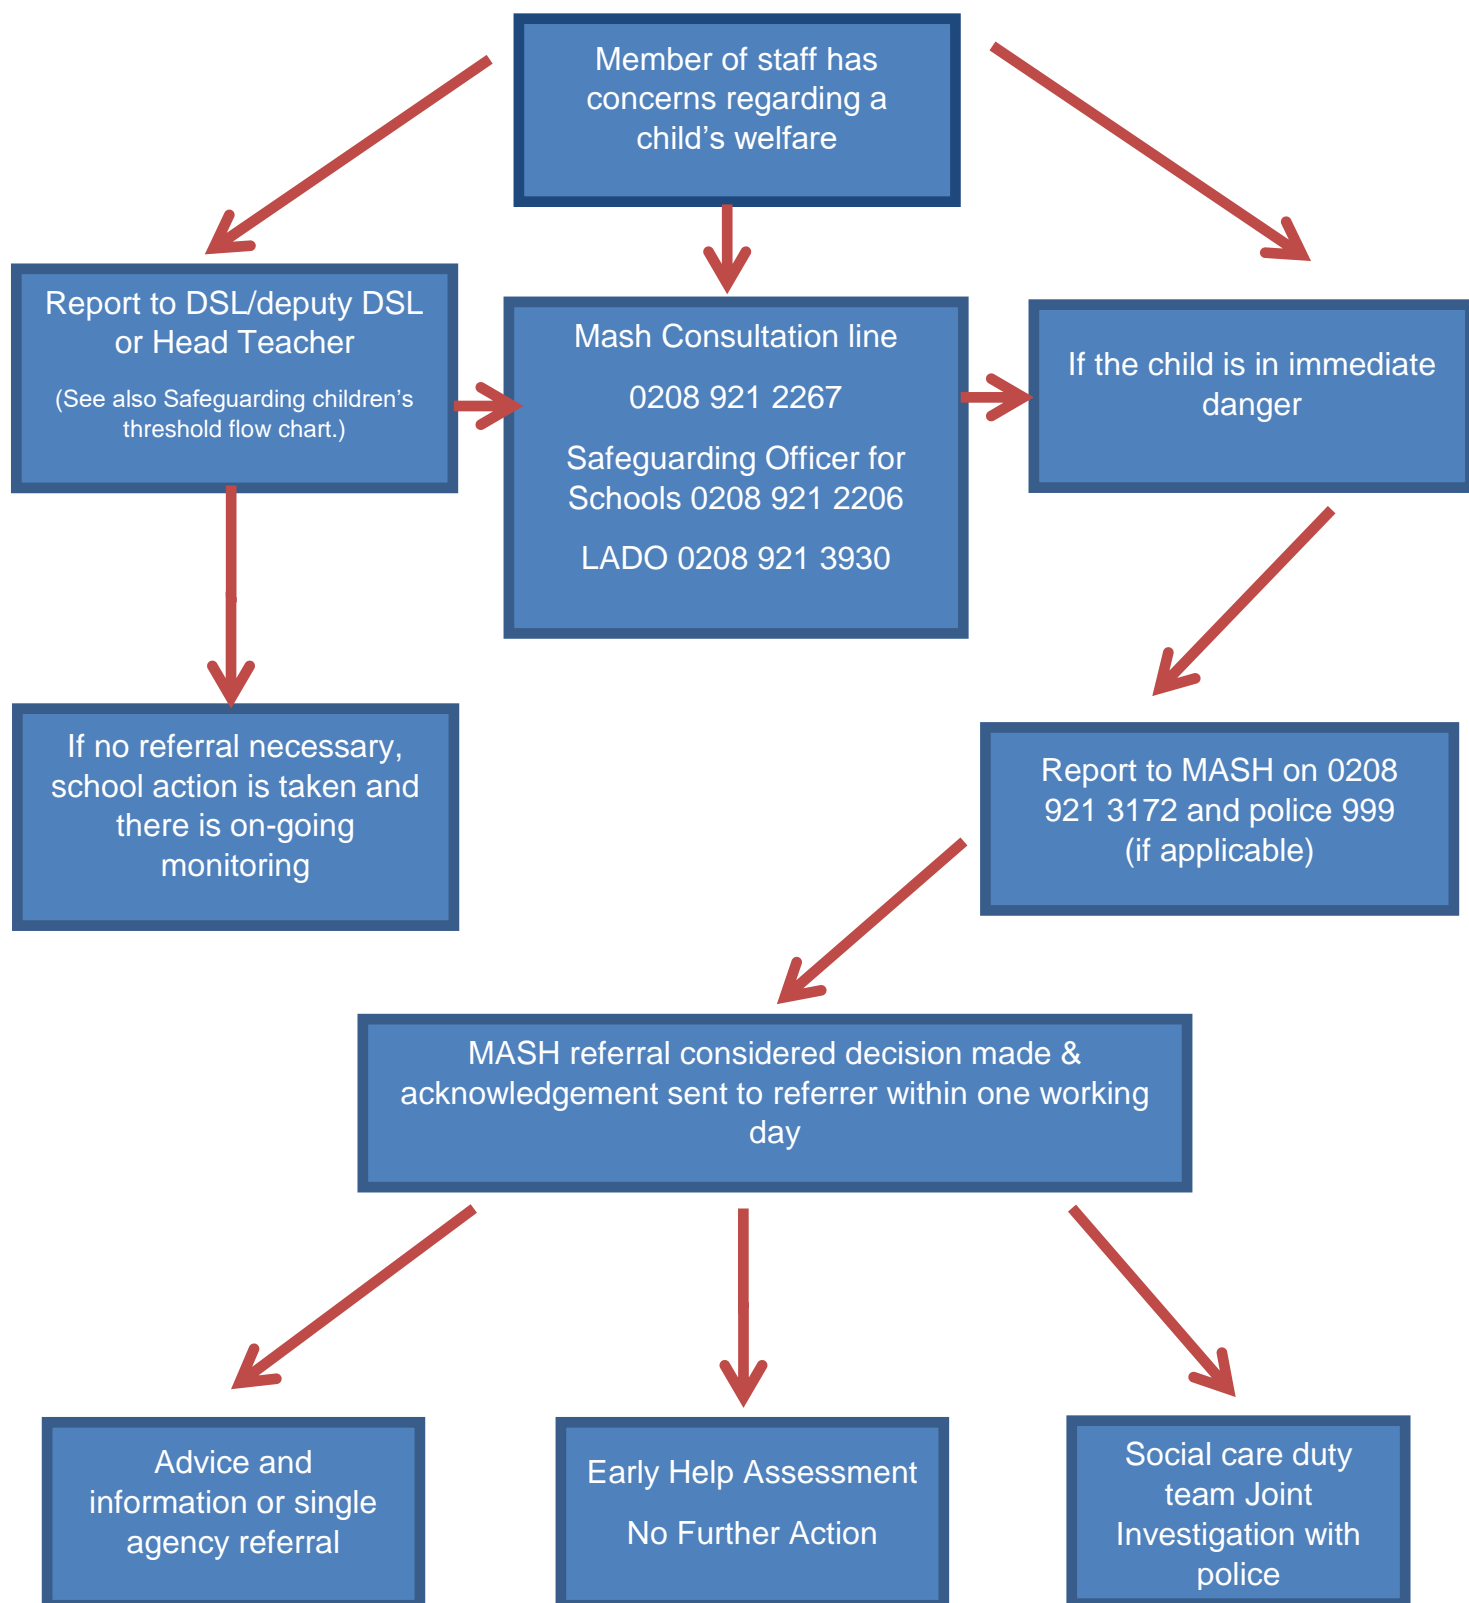 Member of staff has
concerns regarding a
child’s welfare
Report to DSL/deputy DSL
or Head Teacher
(See also Safeguarding children’s
threshold flow chart.)
Mash Consultation line
0208 921 2267
Safeguarding Officer for
Schools 0208 921 2206
LADO 0208 921 3930
If the child is in immediate
danger
If no referral necessary,
school action is taken and
there is on-going
monitoring
Report to MASH on 0208
921 3172 and police 999
(if applicable)
MASH referral considered decision made &
acknowledgement sent to referrer within one working
day
Advice and
information or single
agency referral
Early Help Assessment
No Further Action
Social care duty
team Joint
Investigation with
police